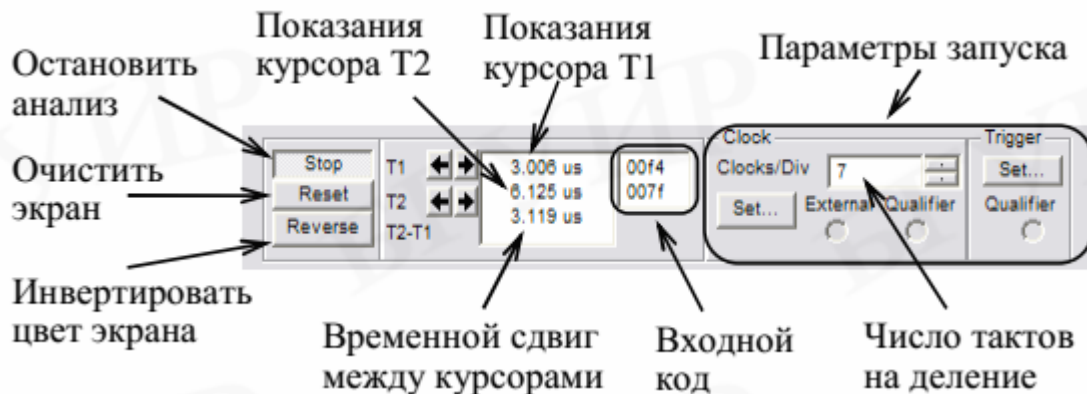 Показания
курсора T2
Показания
курсора T1
Параметры запуска
Остановить
анализ
Очистить
экран
Инвертировать
цвет экрана
Stop
Reset
Reverse
T1
T2
T2-T1
3.006 us
6.125 us
3.119 us
00f4
007f
Clock
Clocks/Div
7
Set...
External
Qualifier
Trigger
Set...
Qualifier
Временной сдвиг
между курсорами
Входной
код
Число тактов
на деление